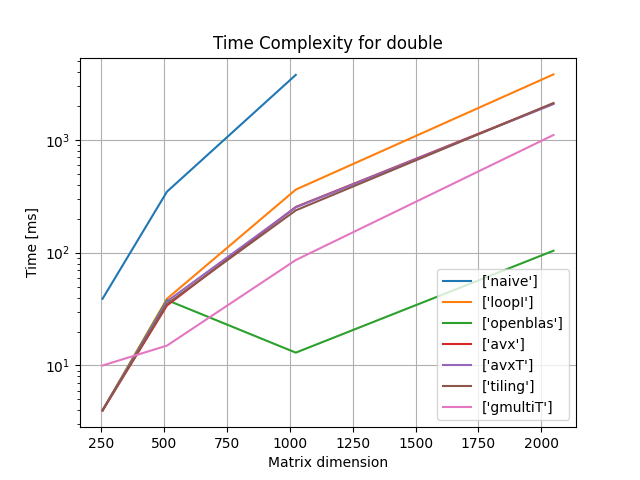 Time Complexity for double
Time [ms]
10³
10²
10¹
250
500
750
1000
1250
1500
1750
2000
Matrix dimension
['naive']
['loopI']
['openblas']
['avx']
['avxT']
['tiling']
['gmultiT']